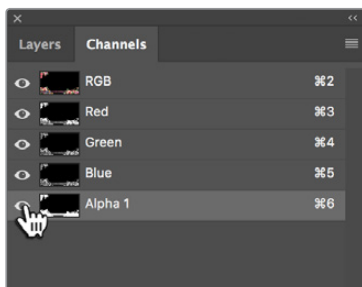 Layers Channels
RGB ⌘2
Red ⌘3
Green ⌘4
Blue ⌘5
Alpha 1 ⌘6